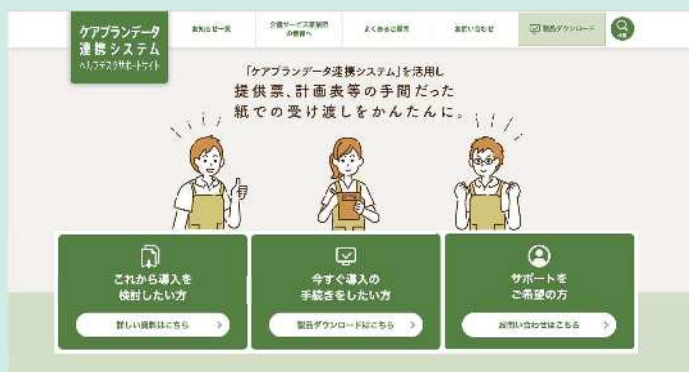 ケアプランデータ
連携システム
ヘルプデスクサポートサイト
お知らせ一覧
介護サービス事業所
の皆様へ
よくあるご質問
お問い合わせ
製品ダウンロード
検索
「ケアプランデータ連携システム」を活用し
提供票、計画表等の手間だった
紙での受け渡しをかんたんに。
これから導入を
検討したい方
詳しい資料はこちら
今すぐ導入の
手続きをしたい方
製品ダウンロードはこちら
サポートを
ご希望の方
お問い合わせはこちら